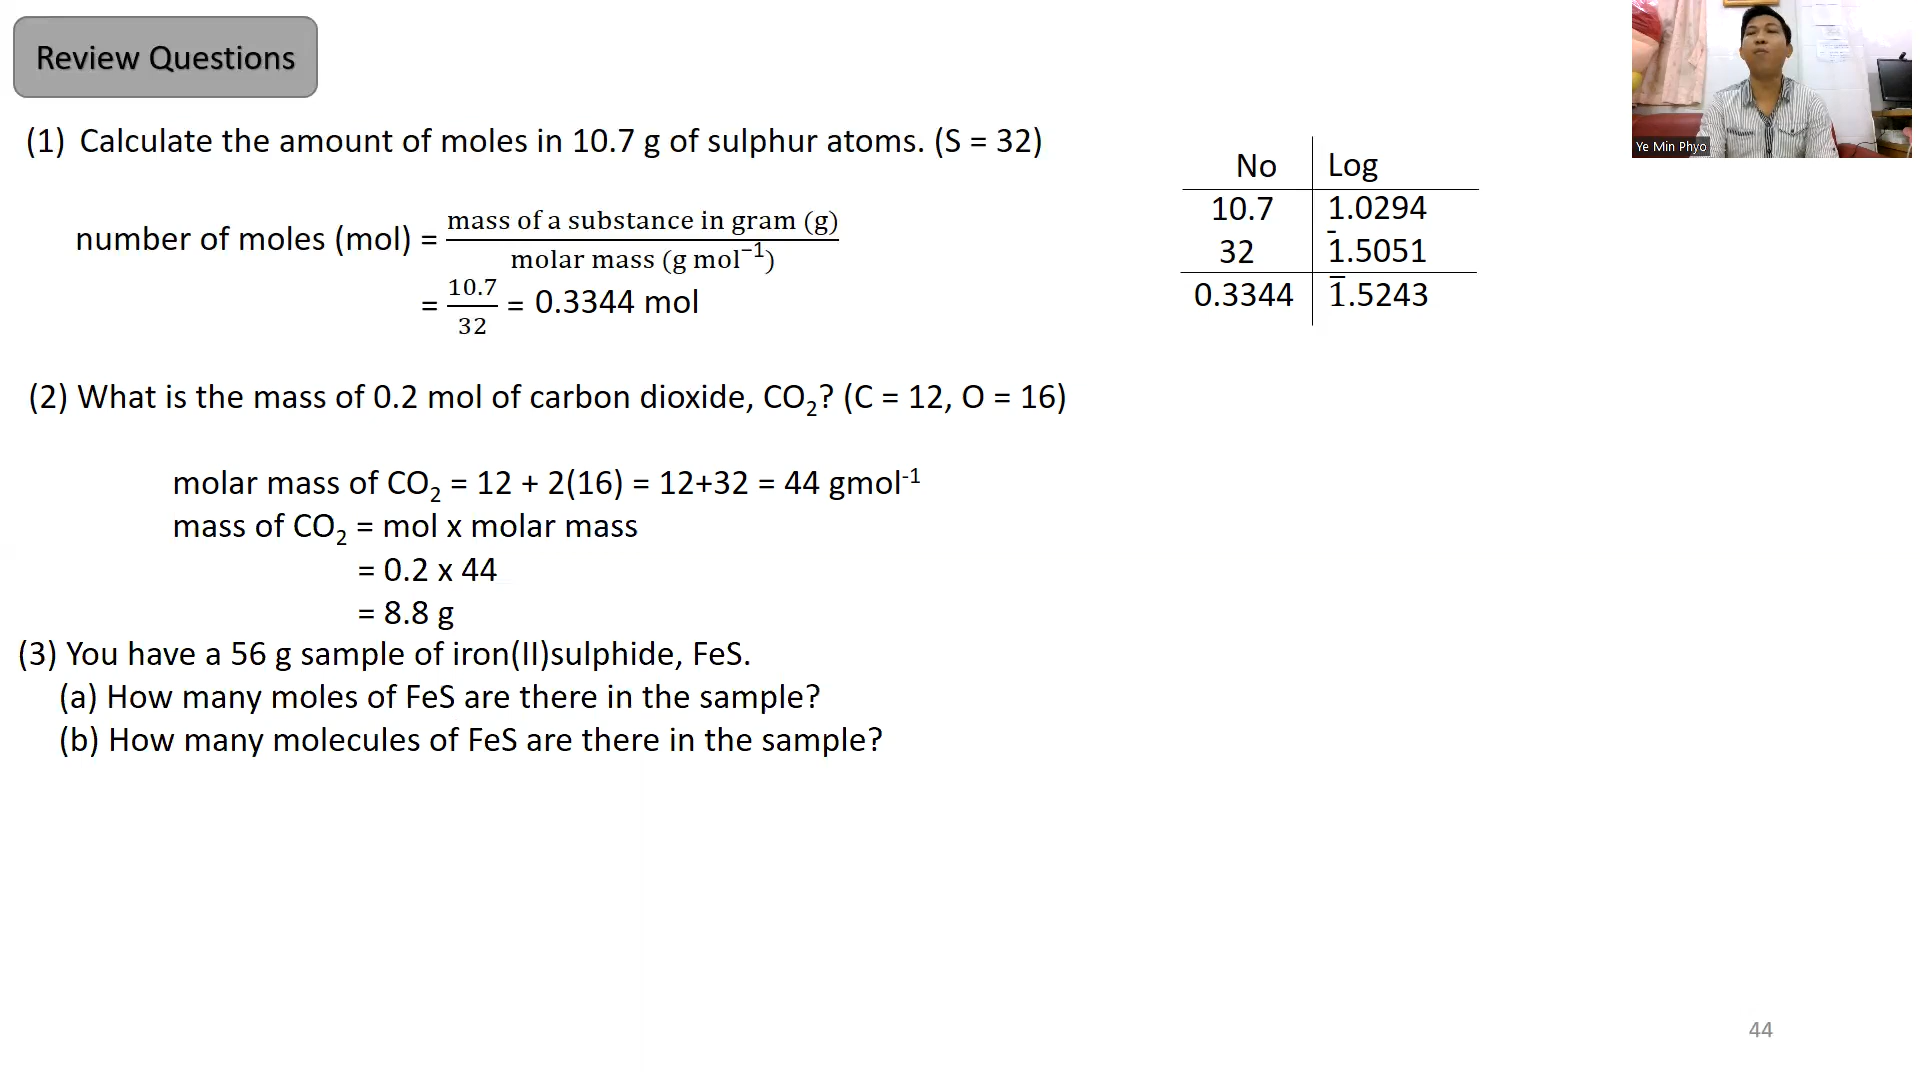 Review Questions
(1) Calculate the amount of moles in 10.7 g of sulphur atoms. (S = 32)
number of moles (mol) = mass of a substance in gram (g) / molar mass (g mol⁻¹)
= 10.7/32 = 0.3344 mol
No Log
10.7 1.0294
32 1.5051
-
0.3344 1̅.5243
(2) What is the mass of 0.2 mol of carbon dioxide, CO₂? (C = 12, O = 16)
molar mass of CO₂ = 12 + 2(16) = 12+32 = 44 gmol⁻¹
mass of CO₂ = mol x molar mass
= 0.2 x 44
= 8.8 g
(3) You have a 56 g sample of iron(II)sulphide, FeS.
(a) How many moles of FeS are there in the sample?
(b) How many molecules of FeS are there in the sample?
Ye Min Phyo
44